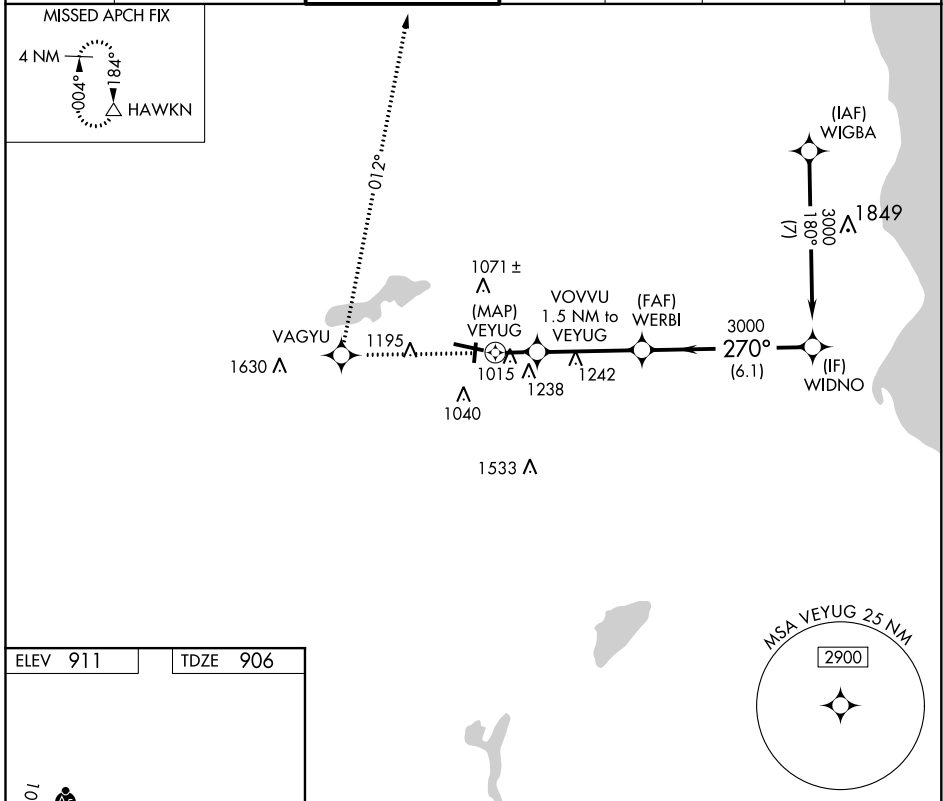 MISSED APCH FIX
4 NM
004°
184°
HAWKN
012°
(IAF)
WIGBA
3000
180°
(7)
1849
1071 ±
(MAP)
VEYUG
VOVVU
1.5 NM to
VEYUG
(FAF)
WERBI
3000
270°
(6.1)
(IF)
WIDNO
VAGYU
1195
1630
1015
1238
1242
1040
1533
MSA VEYUG 25 NM
2900
ELEV 911
TDZE 906